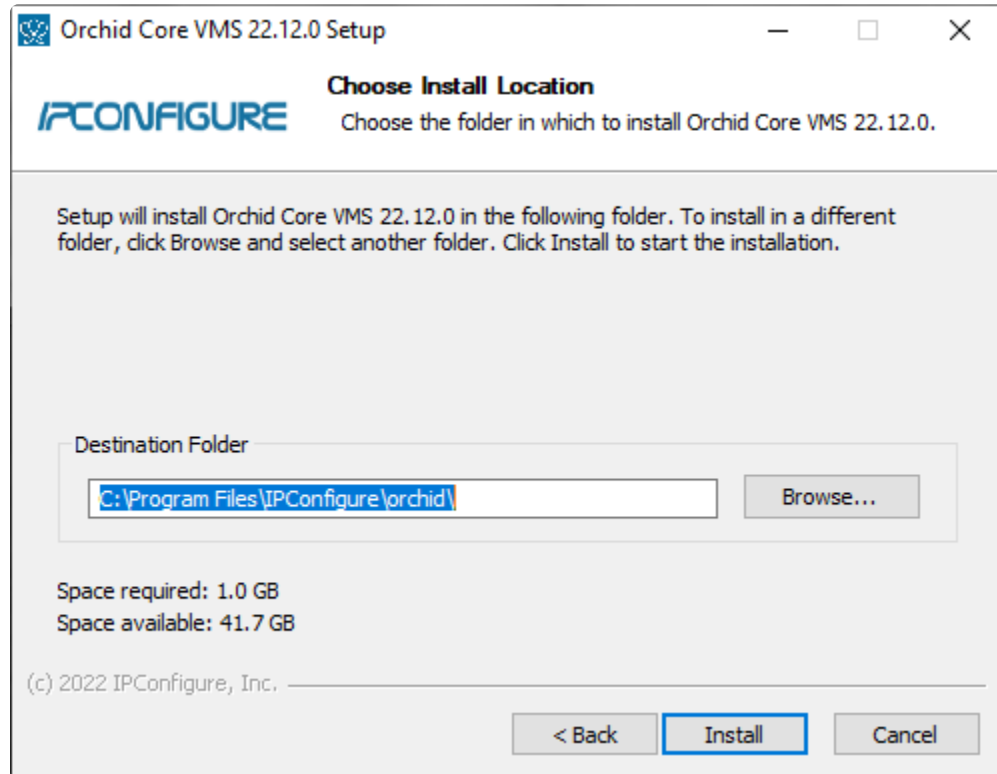 Orchid Core VMS 22.12.0 Setup
IPCONFIGURE
Choose Install Location
Choose the folder in which to install Orchid Core VMS 22.12.0.
Setup will install Orchid Core VMS 22.12.0 in the following folder. To install in a different
folder, click Browse and select another folder. Click Install to start the installation.
Destination Folder
C:\Program Files\IPConfigure\orchid\
Browse...
Space required: 1.0 GB
Space available: 41.7 GB
(c) 2022 IPConfigure, Inc.
< Back
Install
Cancel